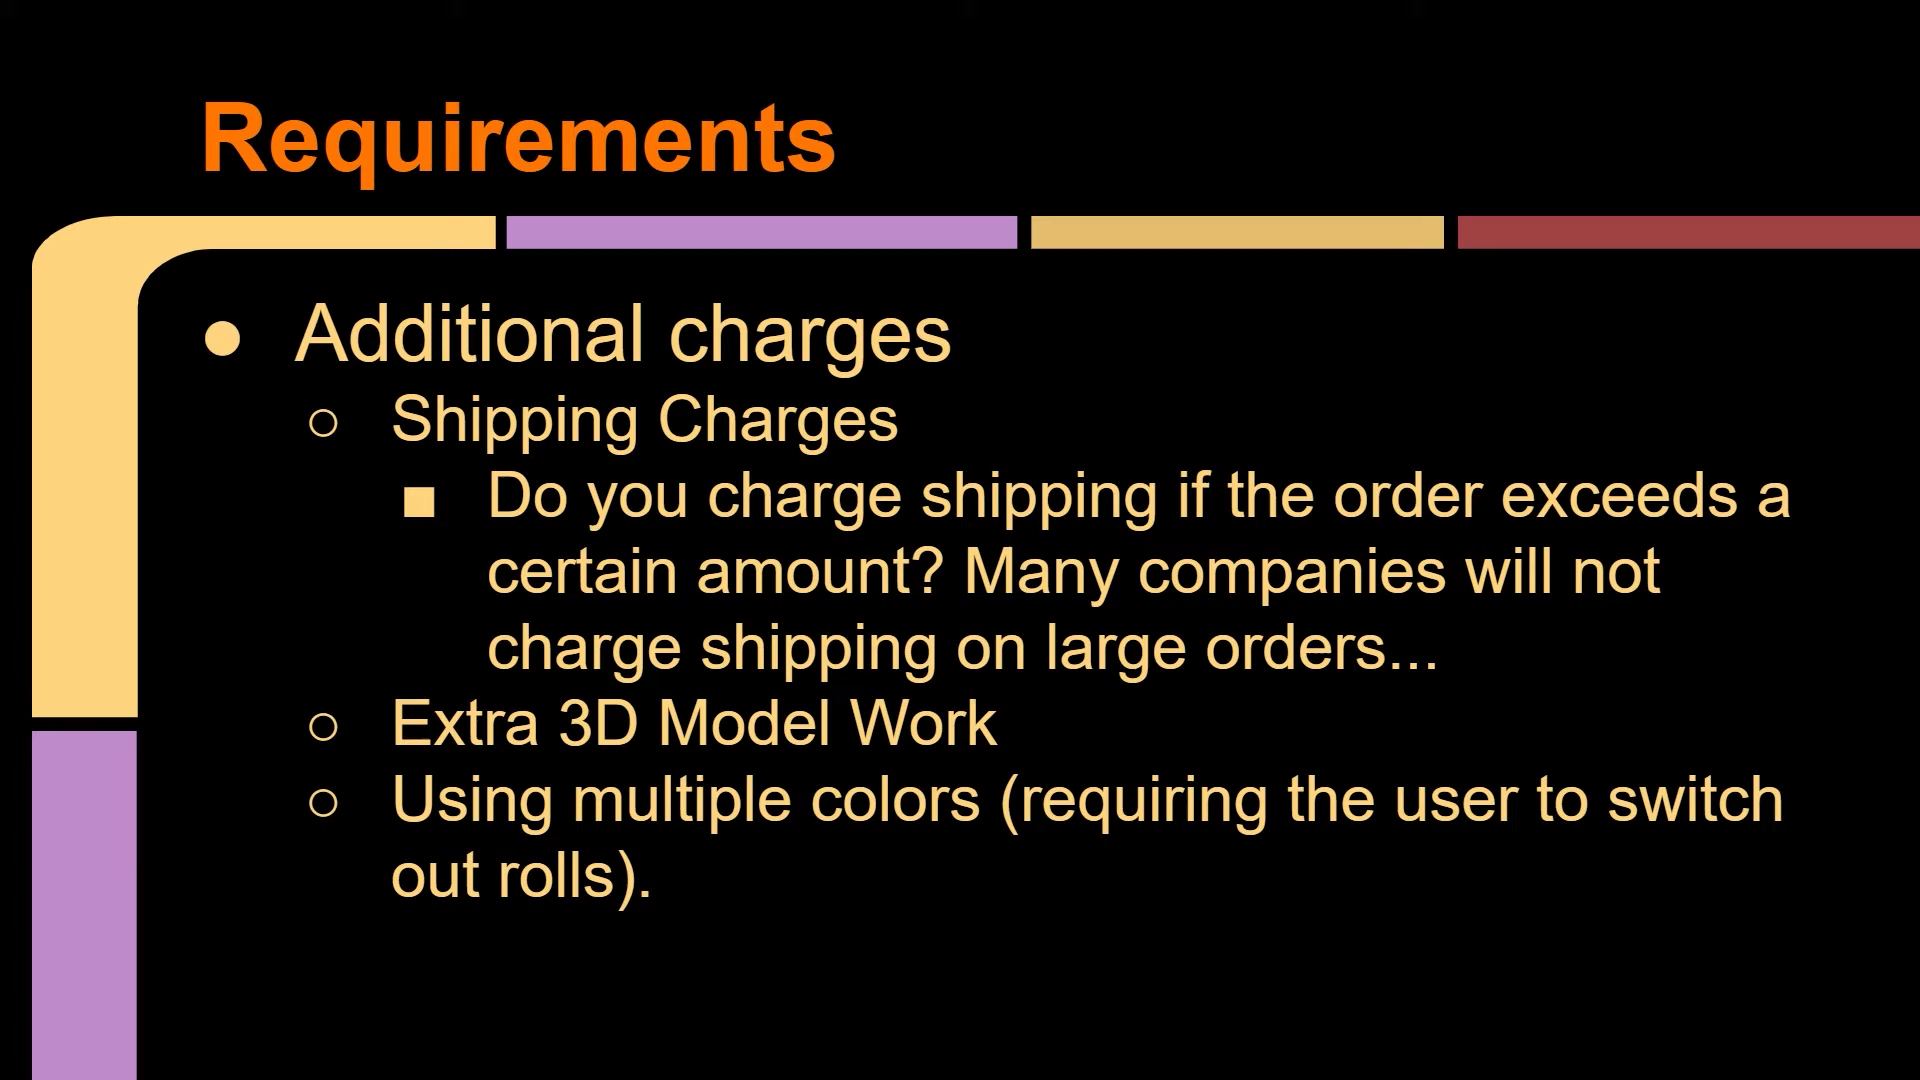 Requirements
● Additional charges
○ Shipping Charges
■ Do you charge shipping if the order exceeds a
certain amount? Many companies will not
charge shipping on large orders...
○ Extra 3D Model Work
○ Using multiple colors (requiring the user to switch
out rolls).